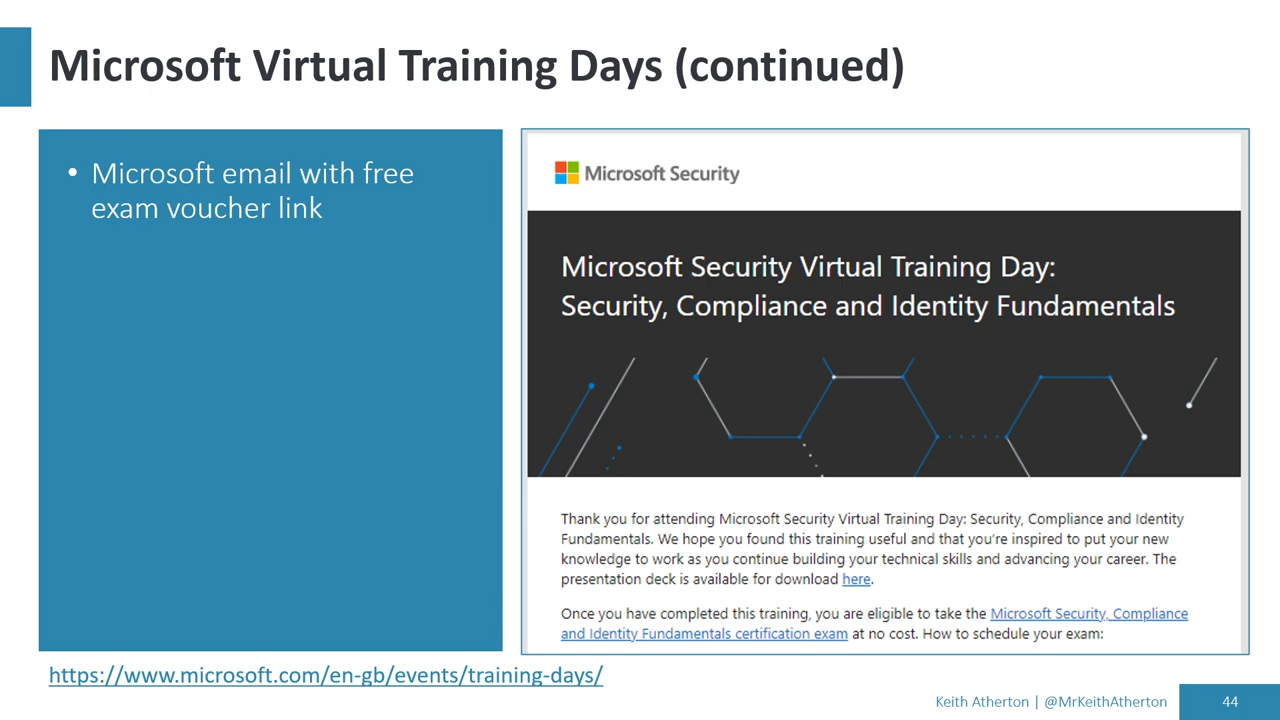 Microsoft Virtual Training Days (continued)
• Microsoft email with free
exam voucher link
Microsoft Security
Microsoft Security Virtual Training Day:
Security, Compliance and Identity Fundamentals
Thank you for attending Microsoft Security Virtual Training Day: Security, Compliance and Identity
Fundamentals. We hope you found this training useful and that you're inspired to put your new
knowledge to work as you continue building your technical skills and advancing your career. The
presentation deck is available for download here.
Once you have completed this training, you are eligible to take the Microsoft Security, Compliance
and Identity Fundamentals certification exam at no cost. How to schedule your exam:
https://www.microsoft.com/en-gb/events/training-days/
Keith Atherton | @MrKeithAtherton
44